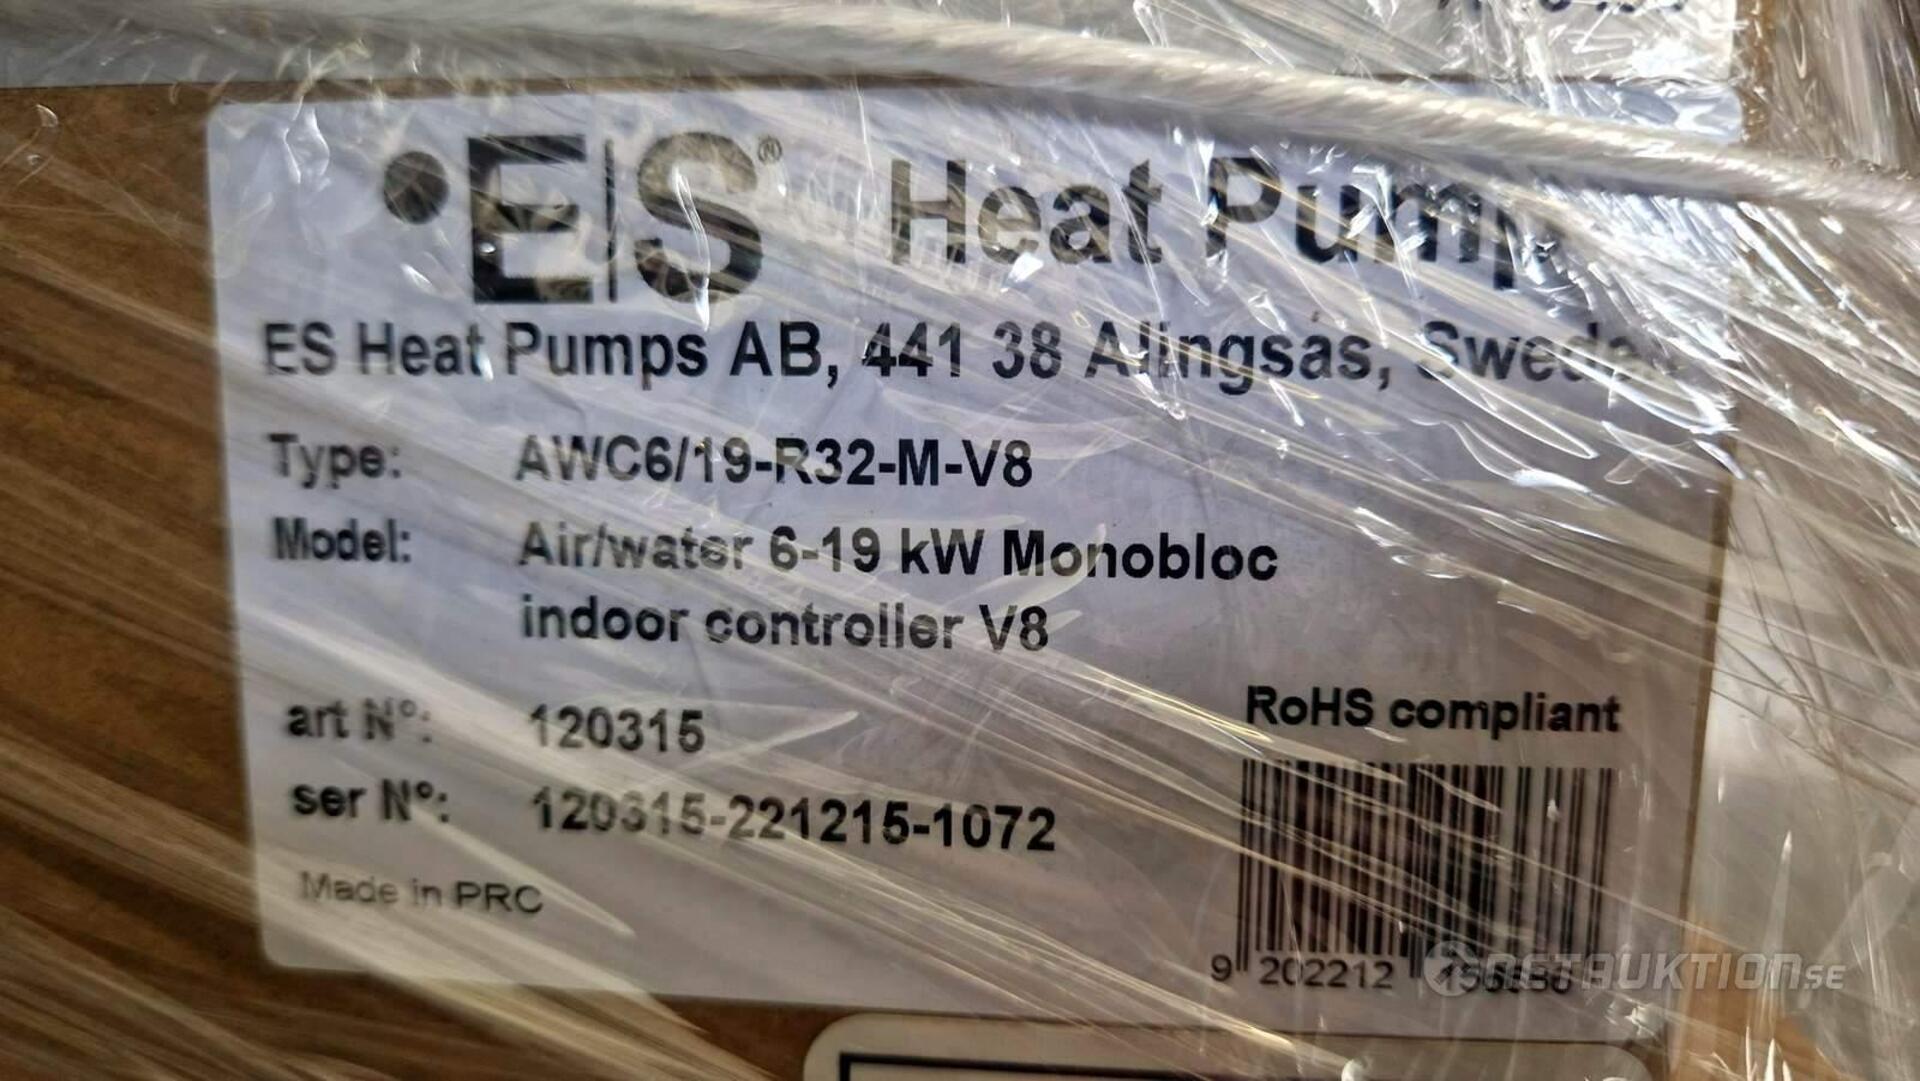 •E|S® Heat Pumps
ES Heat Pumps AB, 441 38 Alingsås, Sweden
Type: AWC6/19-R32-M-V8
Model: Air/water 6-19 kW Monobloc
indoor controller V8
art N°: 120315
RoHS compliant
ser N°: 120315-221215-1072
Made in PRC
9 202212
NETAUKTION.SE